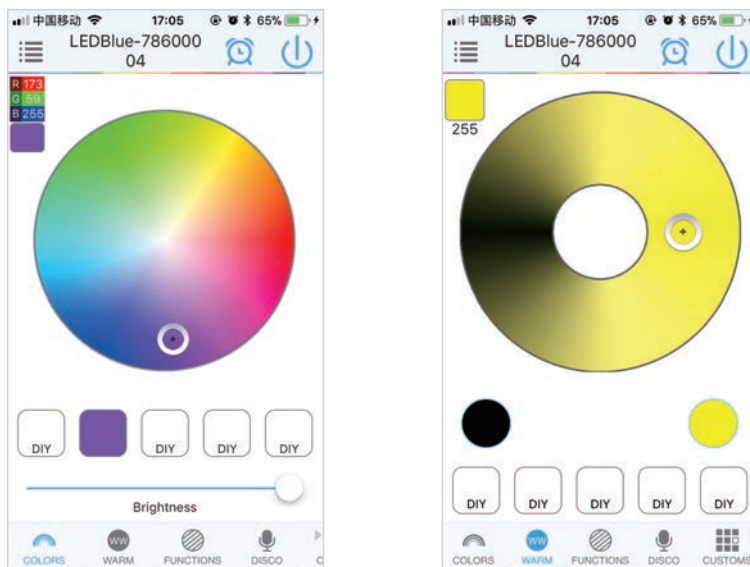 中国移动 17:05 65%
LEDBlue-786000
04
R 173
G 59
B 255
DIY DIY DIY DIY
Brightness
COLORS WW WARM FUNCTIONS DISCO C
中国移动 17:05 65%
LEDBlue-786000
04
255
DIY DIY DIY DIY DIY
COLORS WW WARM FUNCTIONS DISCO CUSTOMS